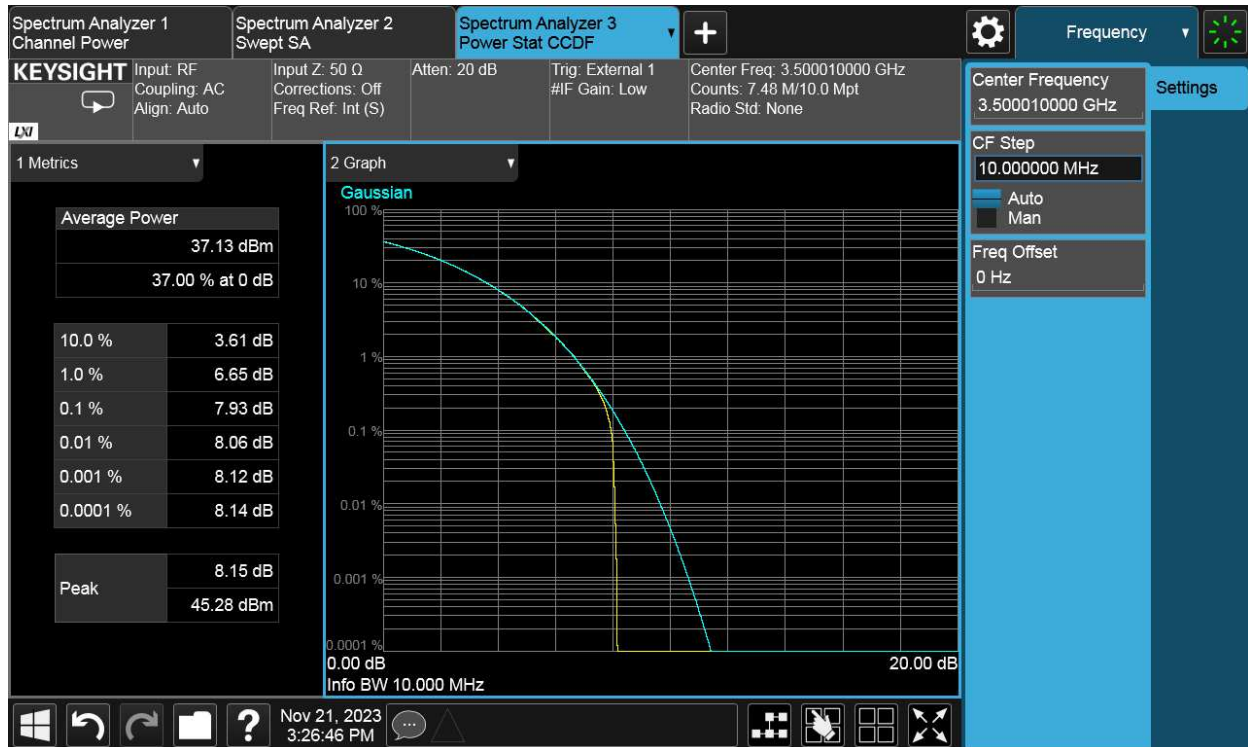 Spectrum Analyzer 1
Channel Power
Spectrum Analyzer 2
Swept SA
Spectrum Analyzer 3
Power Stat CCDF
Frequency
KEYSIGHT
LXI
Input: RF
Coupling: AC
Align: Auto
Input Z: 50 Ω
Corrections: Off
Freq Ref: Int (S)
Atten: 20 dB
Trig: External 1
#IF Gain: Low
Center Freq: 3.500010000 GHz
Counts: 7.48 M/10.0 Mpt
Radio Std: None
Center Frequency
3.500010000 GHz
Settings
CF Step
10.000000 MHz
Auto
Man
Freq Offset
0 Hz
1 Metrics
Average Power
37.13 dBm
37.00 % at 0 dB
10.0 % 3.61 dB
1.0 % 6.65 dB
0.1 % 7.93 dB
0.01 % 8.06 dB
0.001 % 8.12 dB
0.0001 % 8.14 dB
Peak
8.15 dB
45.28 dBm
2 Graph
Gaussian
100 %
10 %
1 %
0.1 %
0.01 %
0.001 %
0.0001 %
0.00 dB 20.00 dB
Info BW 10.000 MHz
?
Nov 21, 2023
3:26:46 PM